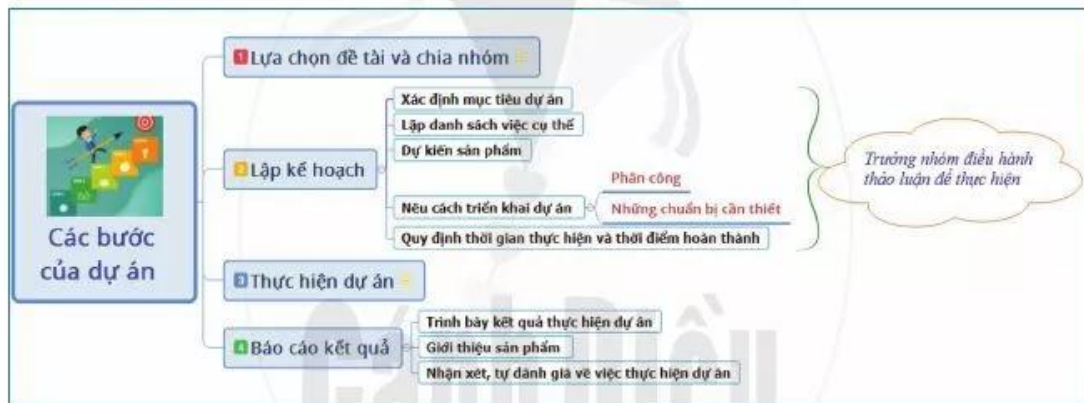 Các bước
của dự án
1 Lựa chọn đề tài và chia nhóm
2 Lập kế hoạch
Xác định mục tiêu dự án
Lập danh sách việc cụ thể
Dự kiến sản phẩm
Nêu cách triển khai dự án
Phân công
Những chuẩn bị cần thiết
Quy định thời gian thực hiện và thời điểm hoàn thành
Trưởng nhóm điều hành
thảo luận để thực hiện
3 Thực hiện dự án
4 Báo cáo kết quả
Trình bày kết quả thực hiện dự án
Giới thiệu sản phẩm
Nhận xét, tự đánh giá về việc thực hiện dự án
Cánh Diều